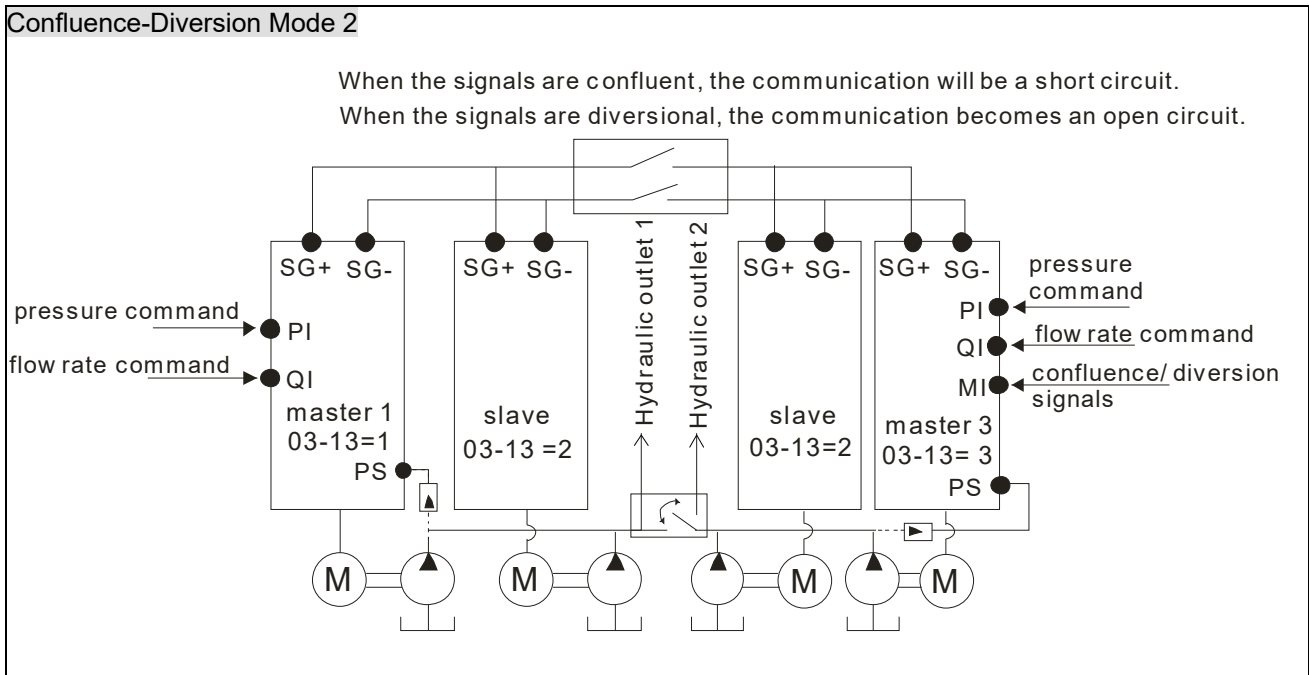 Confluence-Diversion Mode 2
When the signals are confluent, the communication will be a short circuit.
When the signals are diversional, the communication becomes an open circuit.
SG+ SG-
SG+ SG-
SG+ SG-
SG+ SG-
Hydraulic outlet 1
Hydraulic outlet 2
pressure command
PI
flow rate command
QI
master 1
03-13=1
PS
slave
03-13 =2
slave
03-13=2
pressure
command
PI
flow rate command
QI
confluence/ diversion
signals
MI
master 3
03-13= 3
PS
M
M
M
M